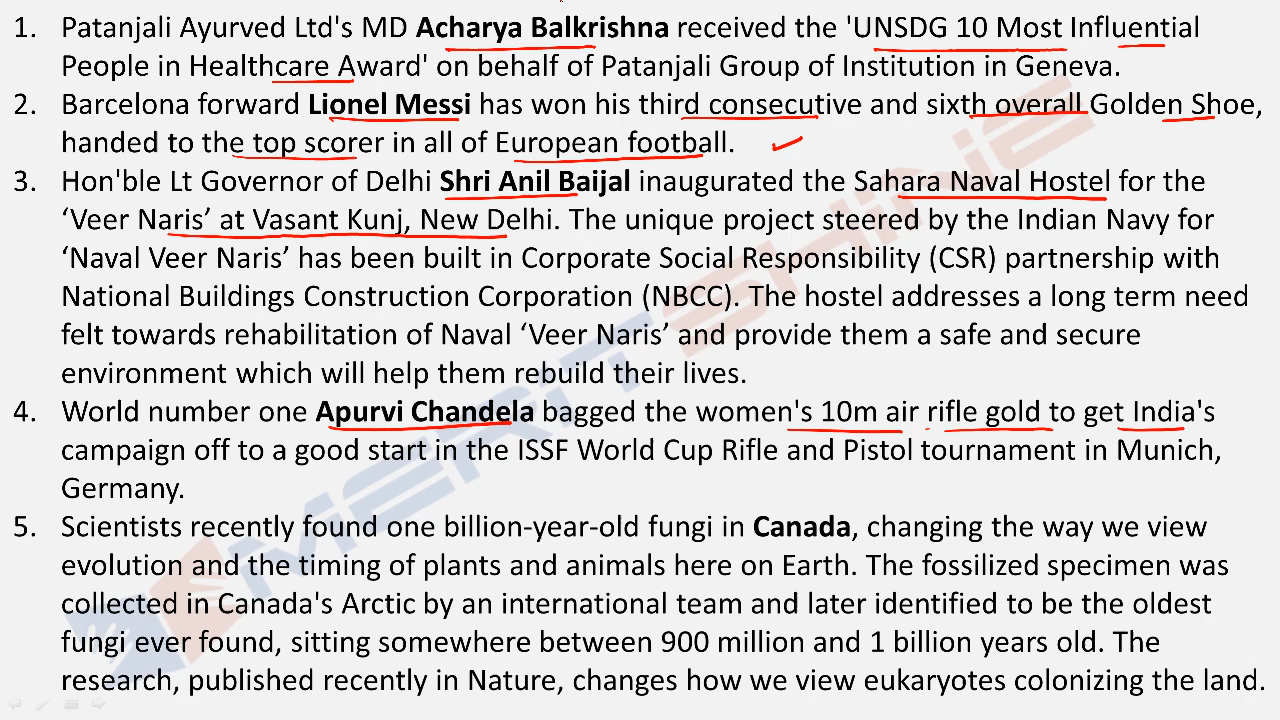 1. Patanjali Ayurved Ltd's MD Acharya Balkrishna received the 'UNSDG 10 Most Influential
People in Healthcare Award' on behalf of Patanjali Group of Institution in Geneva.
2. Barcelona forward Lionel Messi has won his third consecutive and sixth overall Golden Shoe,
handed to the top scorer in all of European football.
3. Hon'ble Lt Governor of Delhi Shri Anil Baijal inaugurated the Sahara Naval Hostel for the
‘Veer Naris’ at Vasant Kunj, New Delhi. The unique project steered by the Indian Navy for
‘Naval Veer Naris’ has been built in Corporate Social Responsibility (CSR) partnership with
National Buildings Construction Corporation (NBCC). The hostel addresses a long term need
felt towards rehabilitation of Naval ‘Veer Naris’ and provide them a safe and secure
environment which will help them rebuild their lives.
4. World number one Apurvi Chandela bagged the women's 10m air rifle gold to get India's
campaign off to a good start in the ISSF World Cup Rifle and Pistol tournament in Munich,
Germany.
5. Scientists recently found one billion-year-old fungi in Canada, changing the way we view
evolution and the timing of plants and animals here on Earth. The fossilized specimen was
collected in Canada's Arctic by an international team and later identified to be the oldest
fungi ever found, sitting somewhere between 900 million and 1 billion years old. The
research, published recently in Nature, changes how we view eukaryotes colonizing the land.
MERIT SHINE